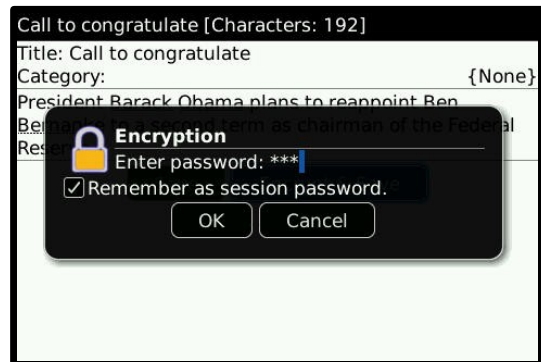 Call to congratulate [Characters: 192]
Title: Call to congratulate
Category: {None}
President Barack Obama plans to reappoint Ben
Bernanke to a second term as chairman of the Federal
Encryption
Enter password: ***
Remember as session password.
OK Cancel